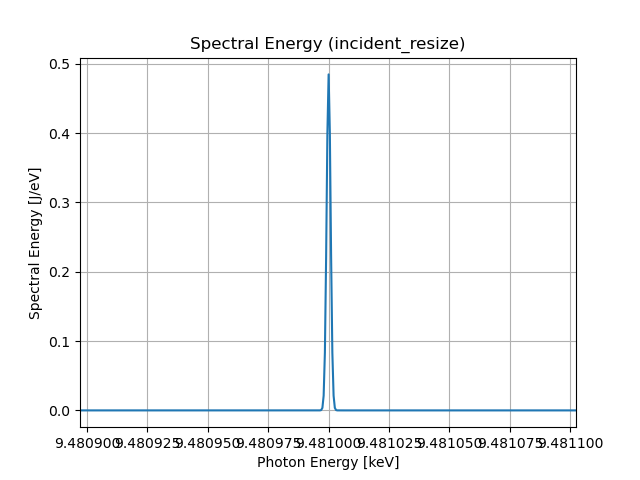 Spectral Energy (incident_resize)
0.5
0.4
0.3
0.2
0.1
0.0
Spectral Energy [J/eV]
9.480900 9.480925 9.480950 9.480975 9.481000 9.481025 9.481050 9.481075 9.481100
Photon Energy [keV]